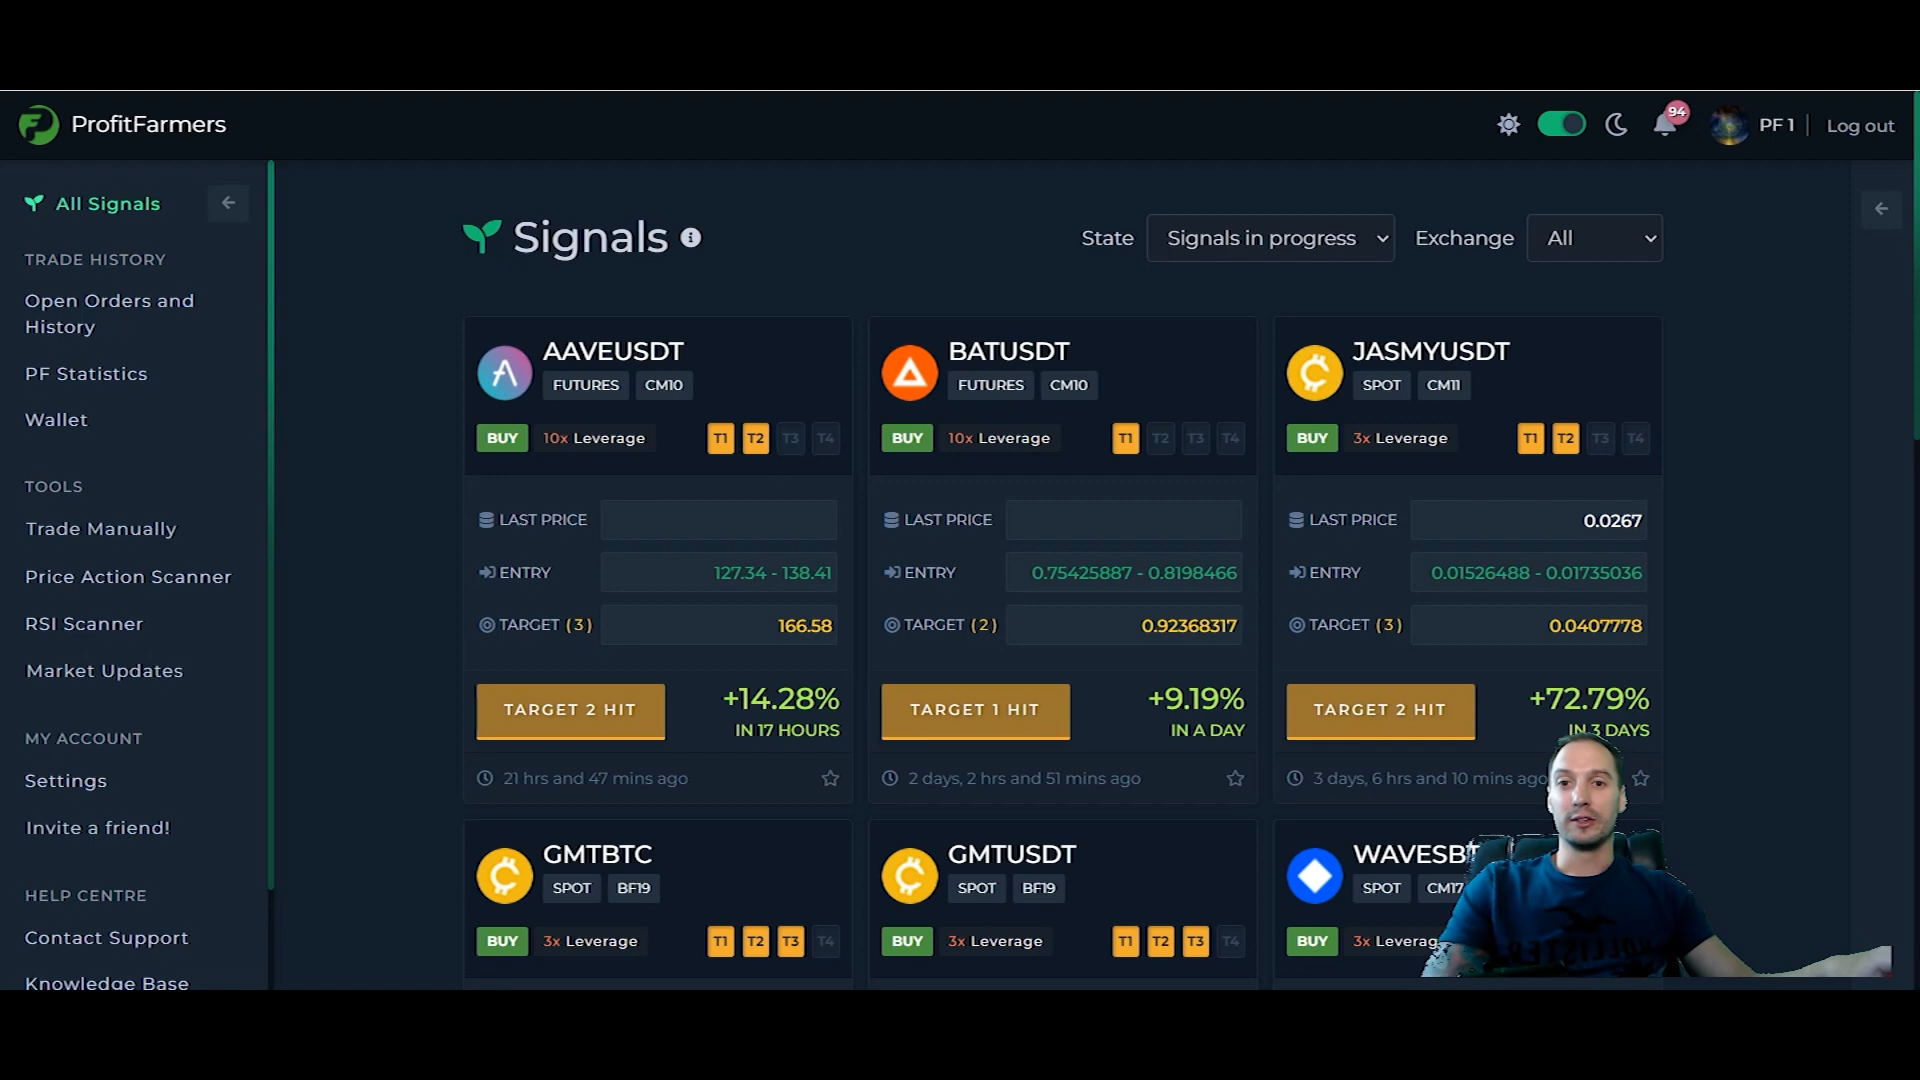 ProfitFarmers
94
PF 1
Log out
All Signals
TRADE HISTORY
Open Orders and
History
PF Statistics
Wallet
TOOLS
Trade Manually
Price Action Scanner
RSI Scanner
Market Updates
MY ACCOUNT
Settings
Invite a friend!
HELP CENTRE
Contact Support
Knowledge Base
Signals
State Signals in progress Exchange All
AAVEUSDT
FUTURES CM10
BUY 10x Leverage T1 T2 T3 T4
LAST PRICE
ENTRY 127.34 - 138.41
TARGET (3) 166.58
TARGET 2 HIT +14.28%
IN 17 HOURS
21 hrs and 47 mins ago
BATUSDT
FUTURES CM10
BUY 10x Leverage T1 T2 T3 T4
LAST PRICE
ENTRY 0.75425887 - 0.8198466
TARGET (2) 0.92368317
TARGET 1 HIT +9.19%
IN A DAY
2 days, 2 hrs and 51 mins ago
JASMYUSDT
SPOT CM11
BUY 3x Leverage T1 T2 T3 T4
LAST PRICE 0.0267
ENTRY 0.01526488 - 0.01735036
TARGET (3) 0.0407778
TARGET 2 HIT +72.79%
IN 3 DAYS
3 days, 6 hrs and 10 mins ago
GMTBTC
SPOT BF19
BUY 3x Leverage T1 T2 T3 T4
GMTUSDT
SPOT BF19
BUY 3x Leverage T1 T2 T3 T4
WAVESBT
SPOT CM17
BUY 3x Leverag